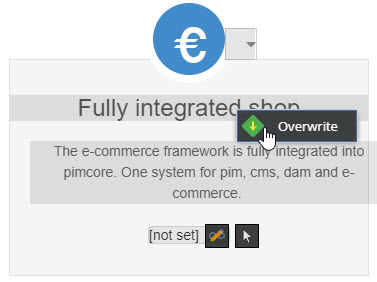 €
Fully integrated shop
Overwrite
The e-commerce framework is fully integrated into
pimcore. One system for pim, cms, dam and e-
commerce.
[not set]